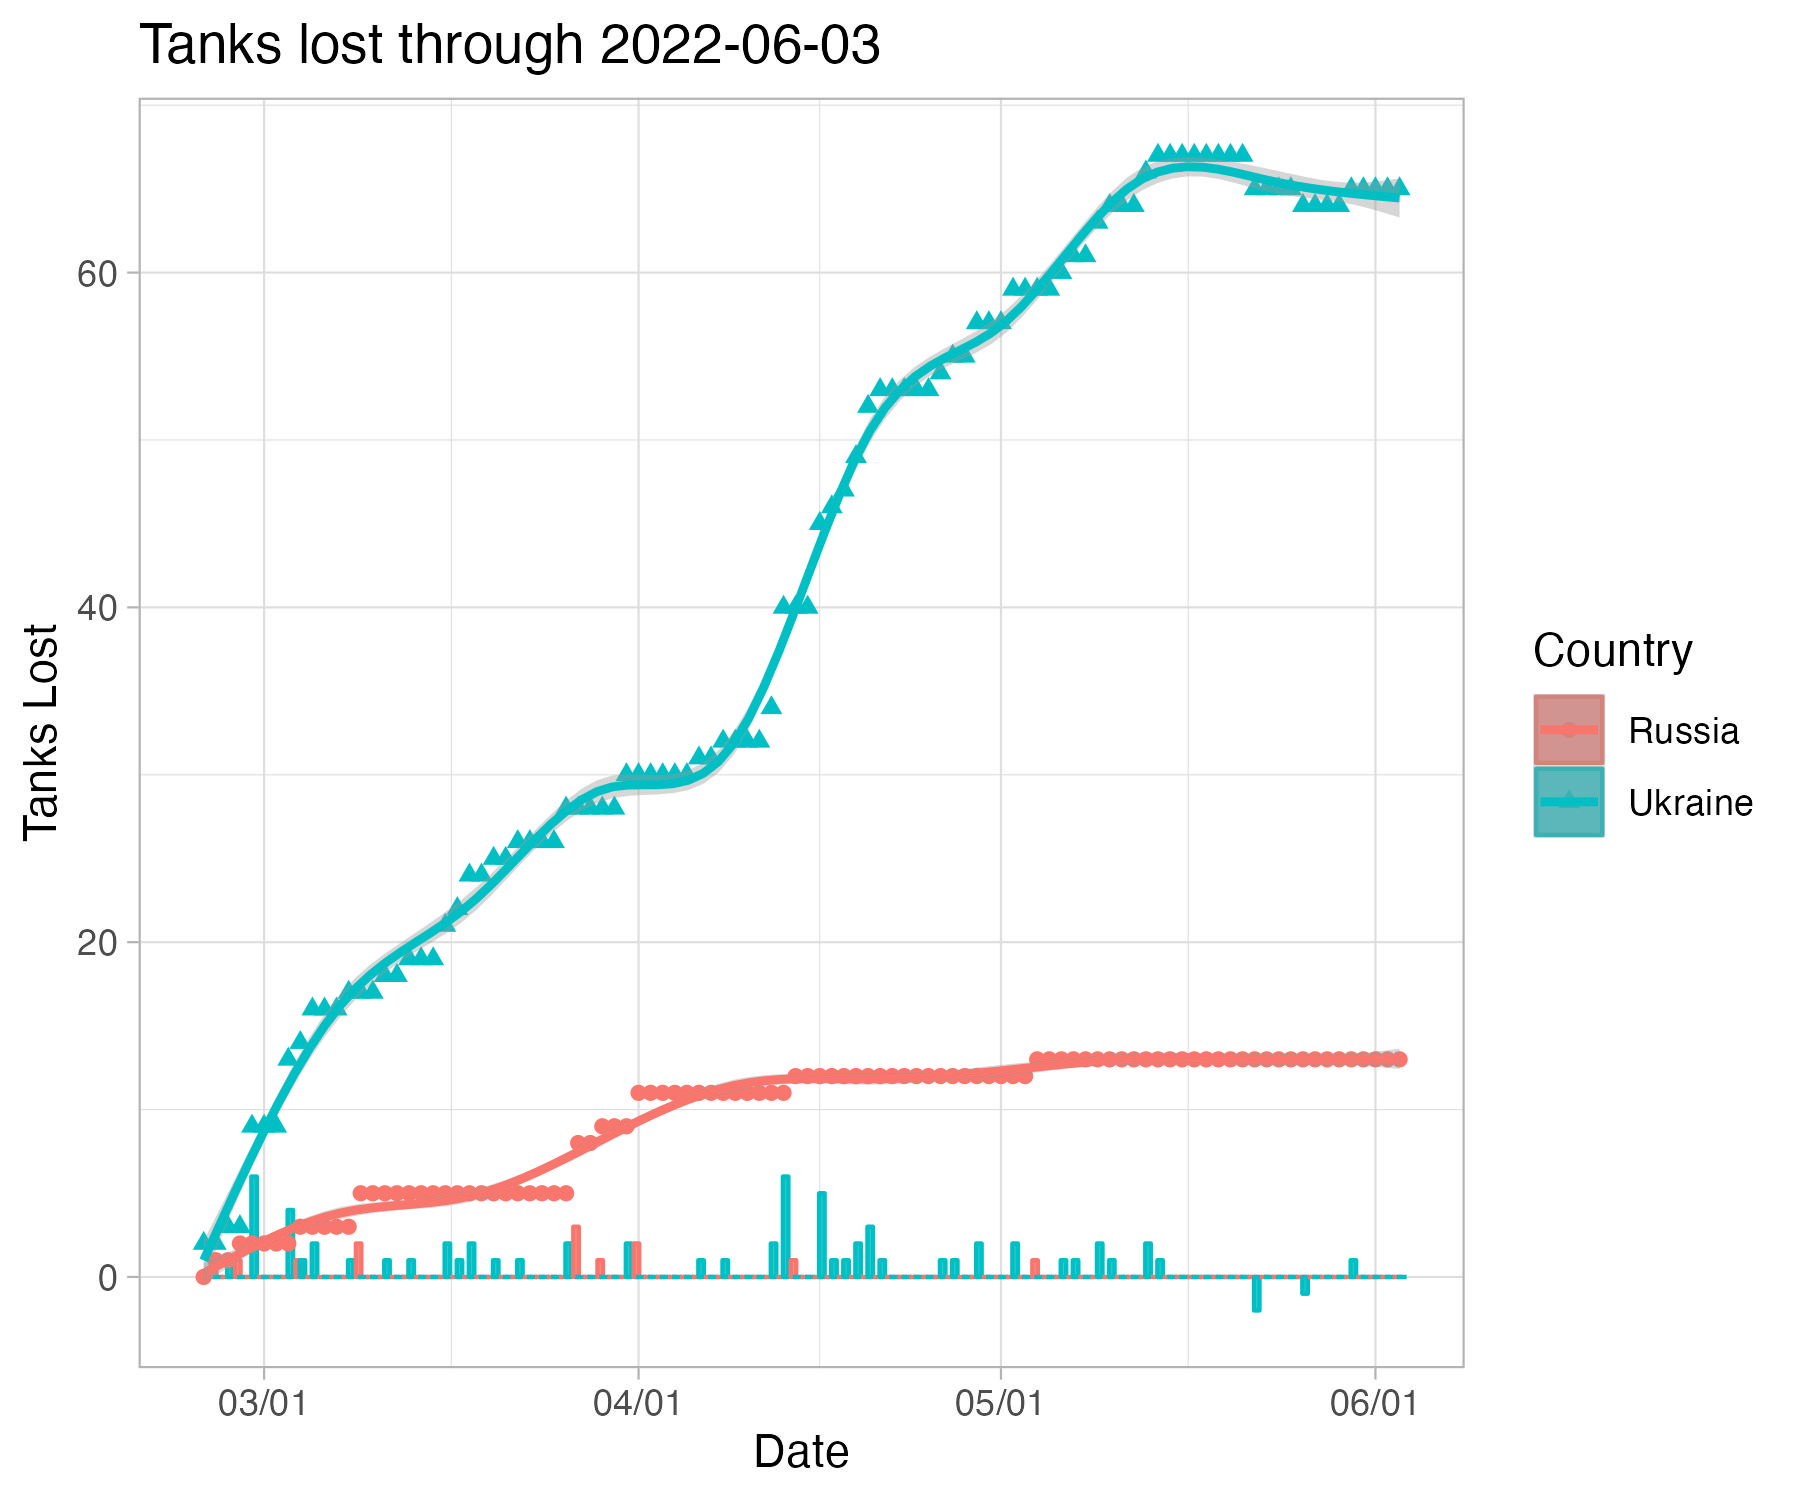 Tanks lost through 2022-06-03
Tanks Lost
60
40
20
0
03/01
04/01
05/01
06/01
Date
Country
Russia
Ukraine